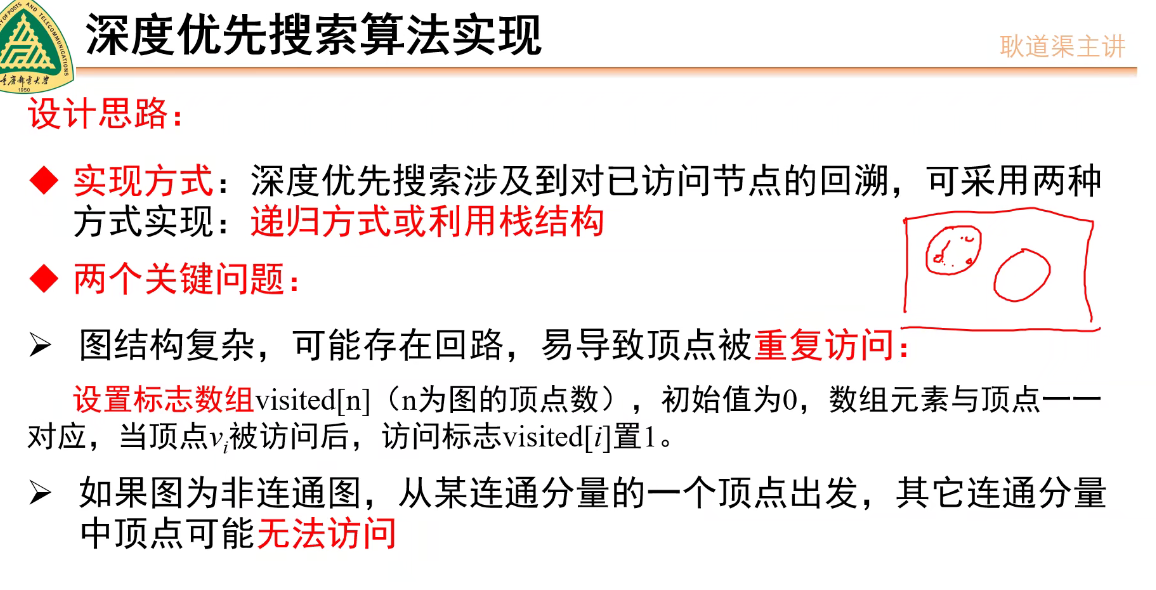 深度优先搜索算法实现
耿道渠主讲
OF POSTS AND TELECOMMUNICATIONS
1950
设计思路：
◆ 实现方式：深度优先搜索涉及到对已访问节点的回溯，可采用两种
方式实现：递归方式或利用栈结构
◆ 两个关键问题：
➢ 图结构复杂，可能存在回路，易导致顶点被重复访问：
设置标志数组visited[n]（n为图的顶点数），初始值为0，数组元素与顶点一一
对应，当顶点vi被访问后，访问标志visited[i]置1。
➢ 如果图为非连通图，从某连通分量的一个顶点出发，其它连通分量
中顶点可能无法访问